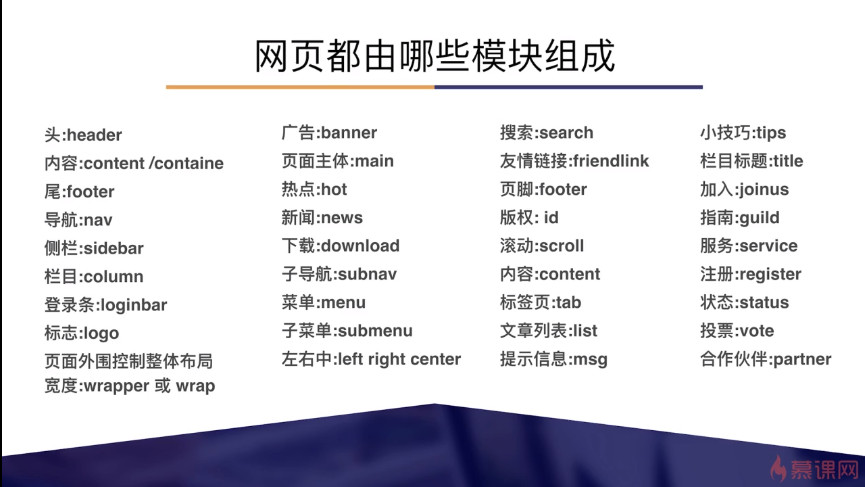 网页都由哪些模块组成
头:header
内容:content /containe
尾:footer
导航:nav
侧栏:sidebar
栏目:column
登录条:loginbar
标志:logo
页面外围控制整体布局
宽度:wrapper 或 wrap
广告:banner
页面主体:main
热点:hot
新闻:news
下载:download
子导航:subnav
菜单:menu
子菜单:submenu
左右中:left right center
搜索:search
友情链接:friendlink
页脚:footer
版权: id
滚动:scroll
内容:content
标签页:tab
文章列表:list
提示信息:msg
小技巧:tips
栏目标题:title
加入:joinus
指南:guild
服务:service
注册:register
状态:status
投票:vote
合作伙伴:partner
慕课网